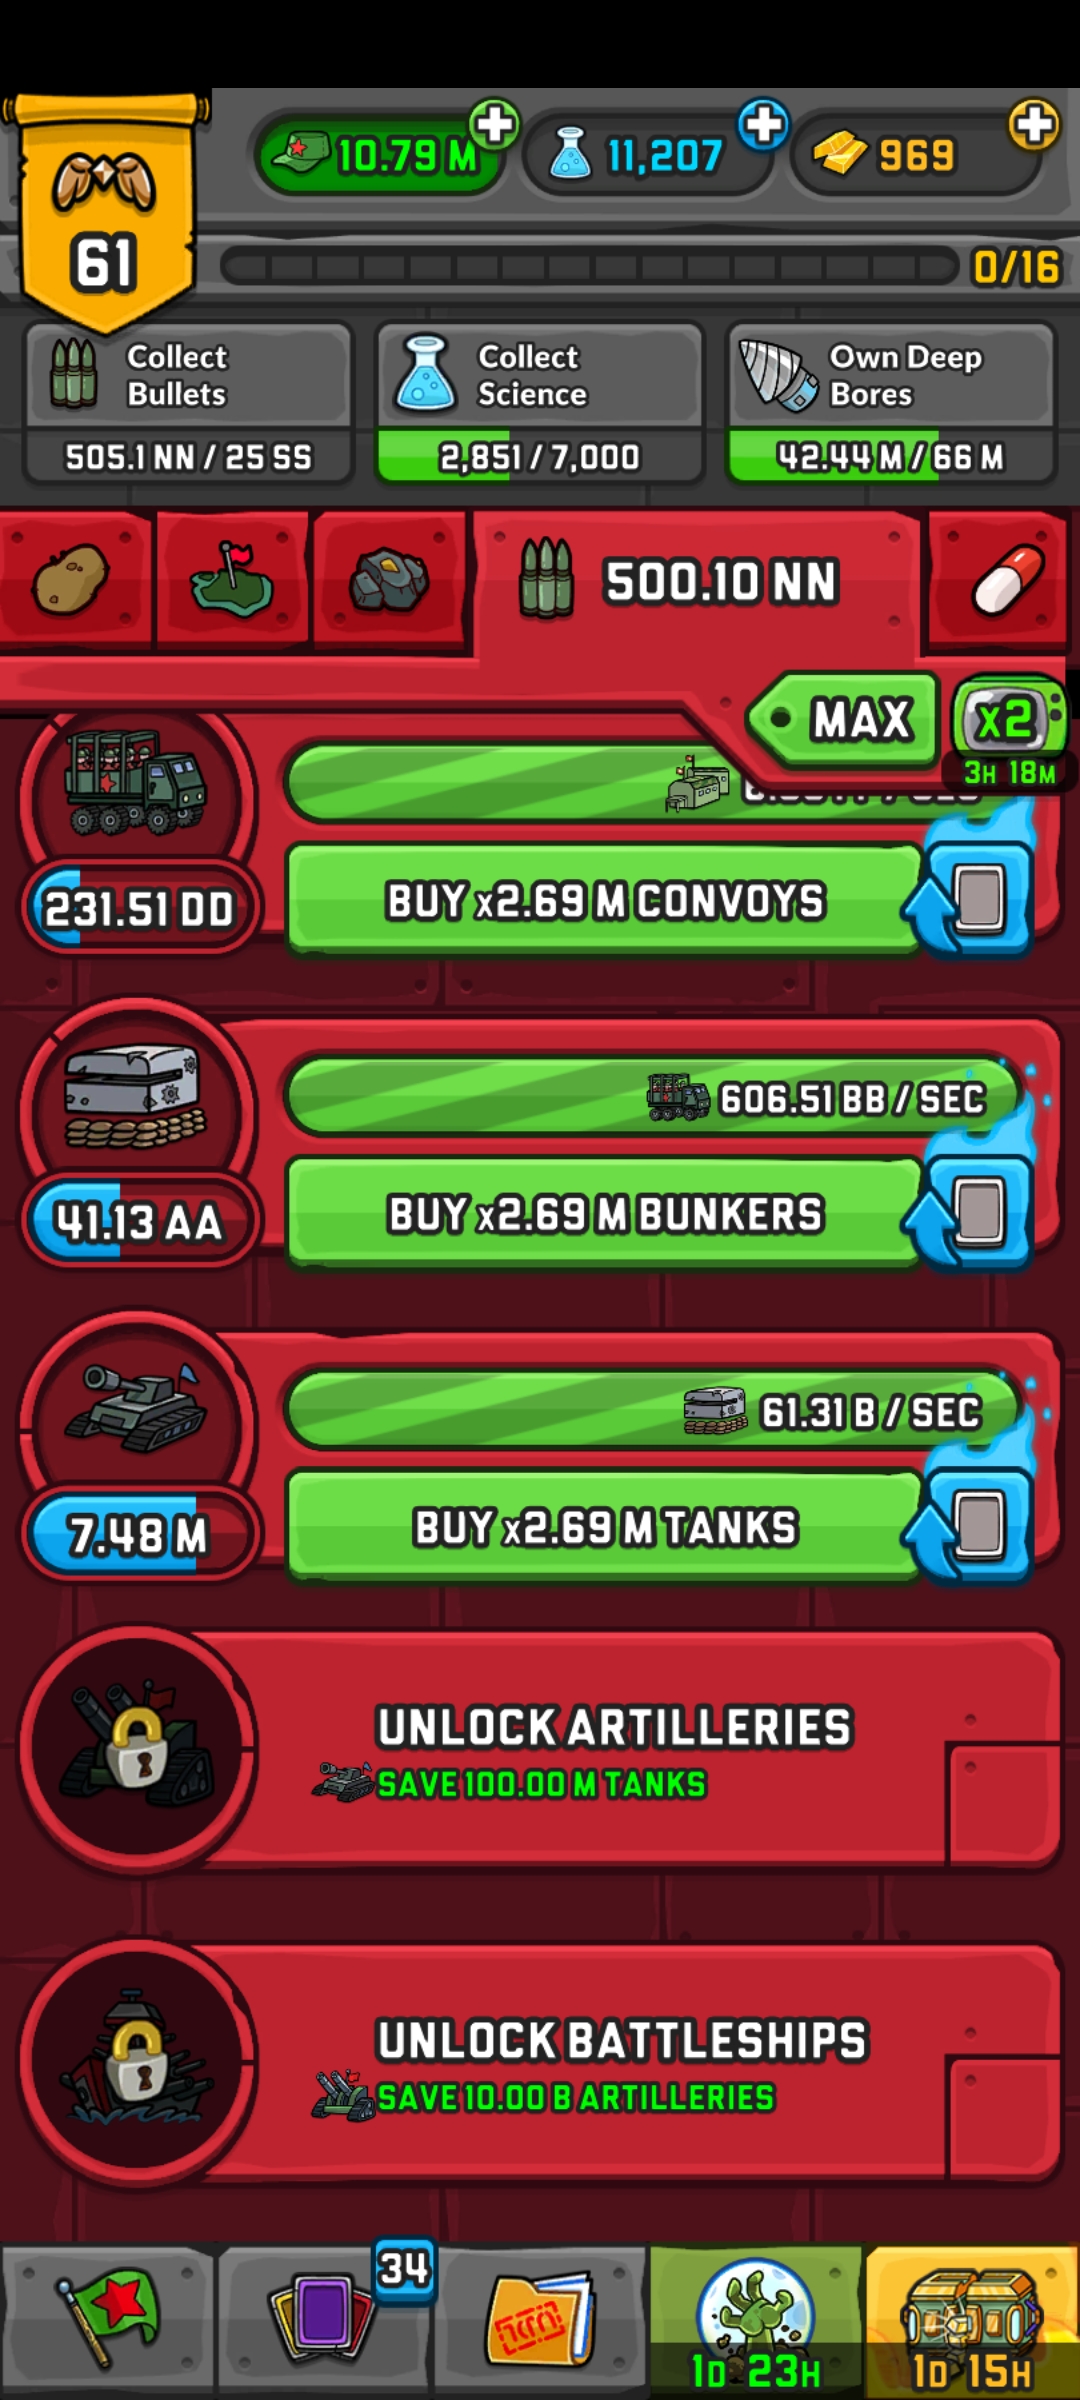 61
10.79 M
11,207
969
0/16
Collect
Bullets
505.1 NN / 25 SS
Collect
Science
2,851 / 7,000
Own Deep
Bores
42.44 M / 66 M
500.10 NN
MAX
x2
3H 18M
231.51 DD
BUY x2.69 M CONVOYS
606.51 BB / SEC
41.13 AA
BUY x2.69 M BUNKERS
61.31 B / SEC
7.48 M
BUY x2.69 M TANKS
UNLOCK ARTILLERIES
SAVE 100.00 M TANKS
UNLOCK BATTLESHIPS
SAVE 10.00 B ARTILLERIES
34
1D 23H
1D 15H